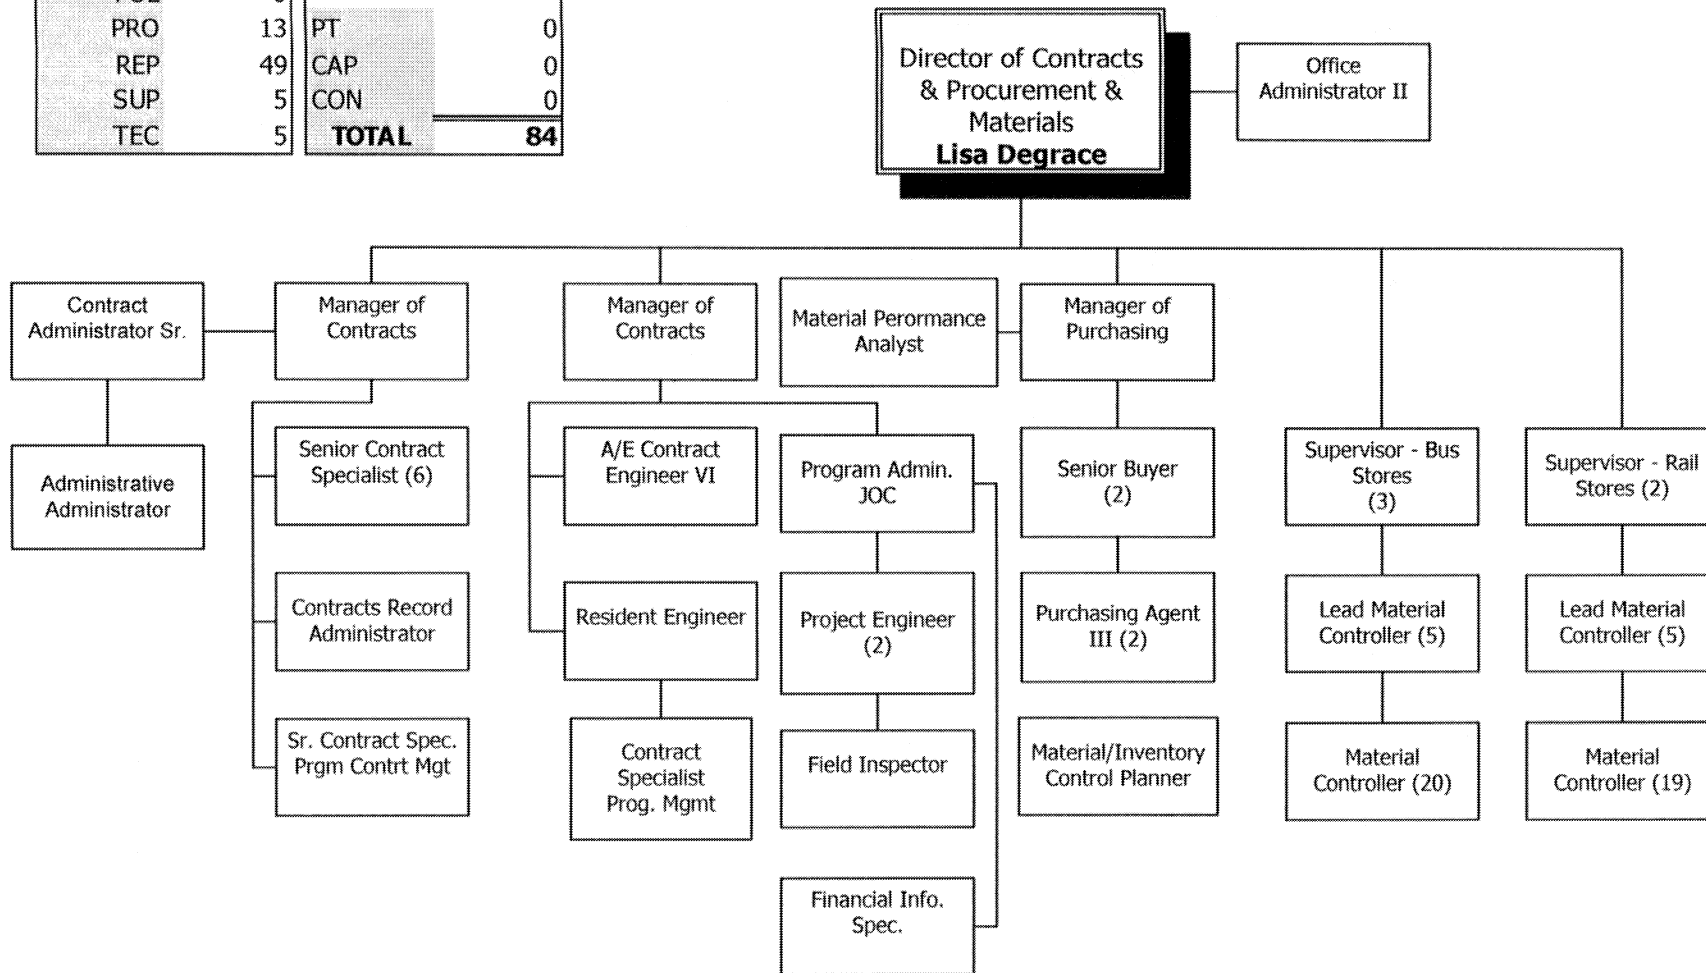 PRO 13 PT 0
REP 49 CAP 0
SUP 5 CON 0
TEC 5 TOTAL 84
Director of Contracts
& Procurement &
Materials
Lisa Degrace
Office
Administrator II
Contract
Administrator Sr.
Manager of
Contracts
Manager of
Contracts
Material Perormance
Analyst
Manager of
Purchasing
Administrative
Administrator
Senior Contract
Specialist (6)
A/E Contract
Engineer VI
Program Admin.
JOC
Senior Buyer
(2)
Supervisor - Bus
Stores
(3)
Supervisor - Rail
Stores (2)
Contracts Record
Administrator
Resident Engineer
Project Engineer
(2)
Purchasing Agent
III (2)
Lead Material
Controller (5)
Lead Material
Controller (5)
Sr. Contract Spec.
Prgm Contrt Mgt
Contract
Specialist
Prog. Mgmt
Field Inspector
Material/Inventory
Control Planner
Material
Controller (20)
Material
Controller (19)
Financial Info.
Spec.